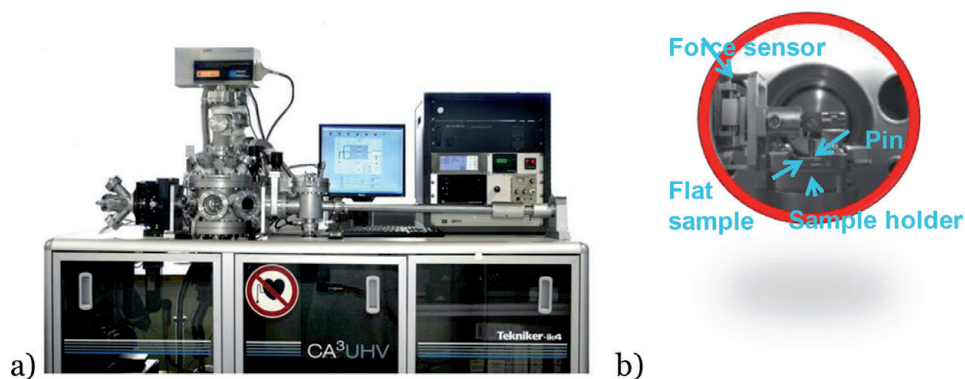 Force sensor
Pin
Flat
sample
Sample holder
CA³UHV
Tekniker-ik4
a)
b)